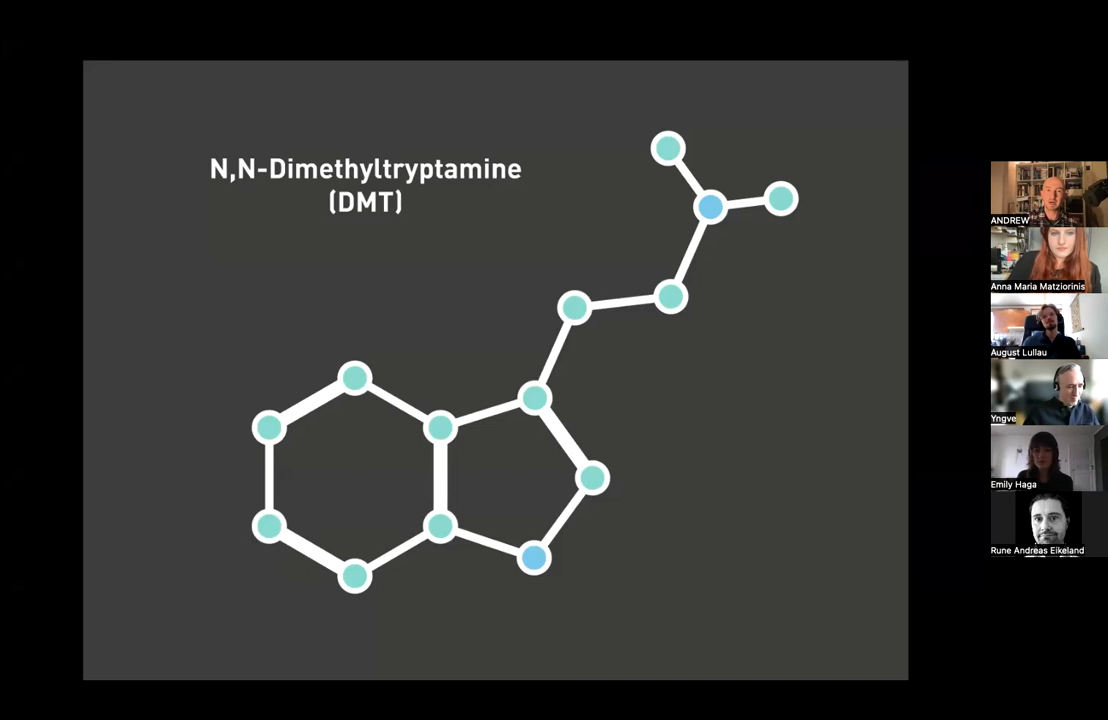 N,N-Dimethyltryptamine
(DMT)
ANDREW
Anna Maria Matziorinis
August Lullau
Yngve
Emily Haga
Rune Andreas Eikeland